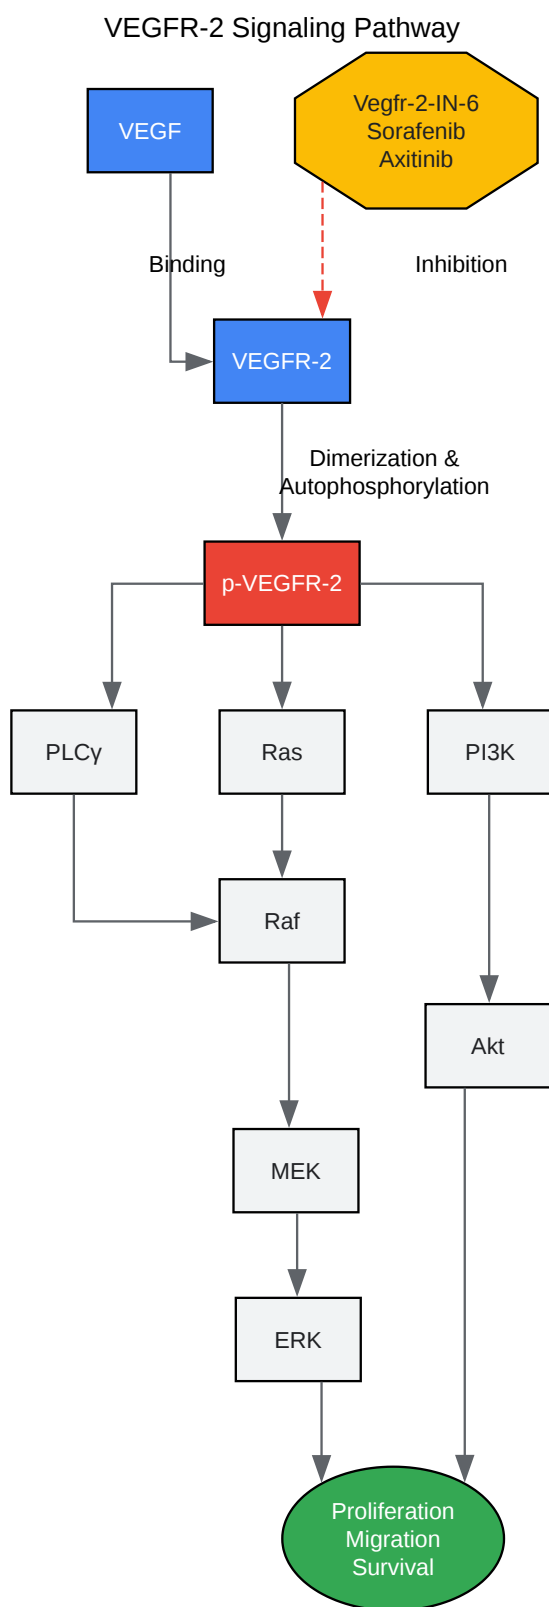 VEGFR-2 Signaling Pathway
VEGF
Vegfr-2-IN-6
Sorafenib
Axitinib
Binding
Inhibition
VEGFR-2
Dimerization &
Autophosphorylation
p-VEGFR-2
PLCγ
Ras
PI3K
Raf
Akt
MEK
ERK
Proliferation
Migration
Survival